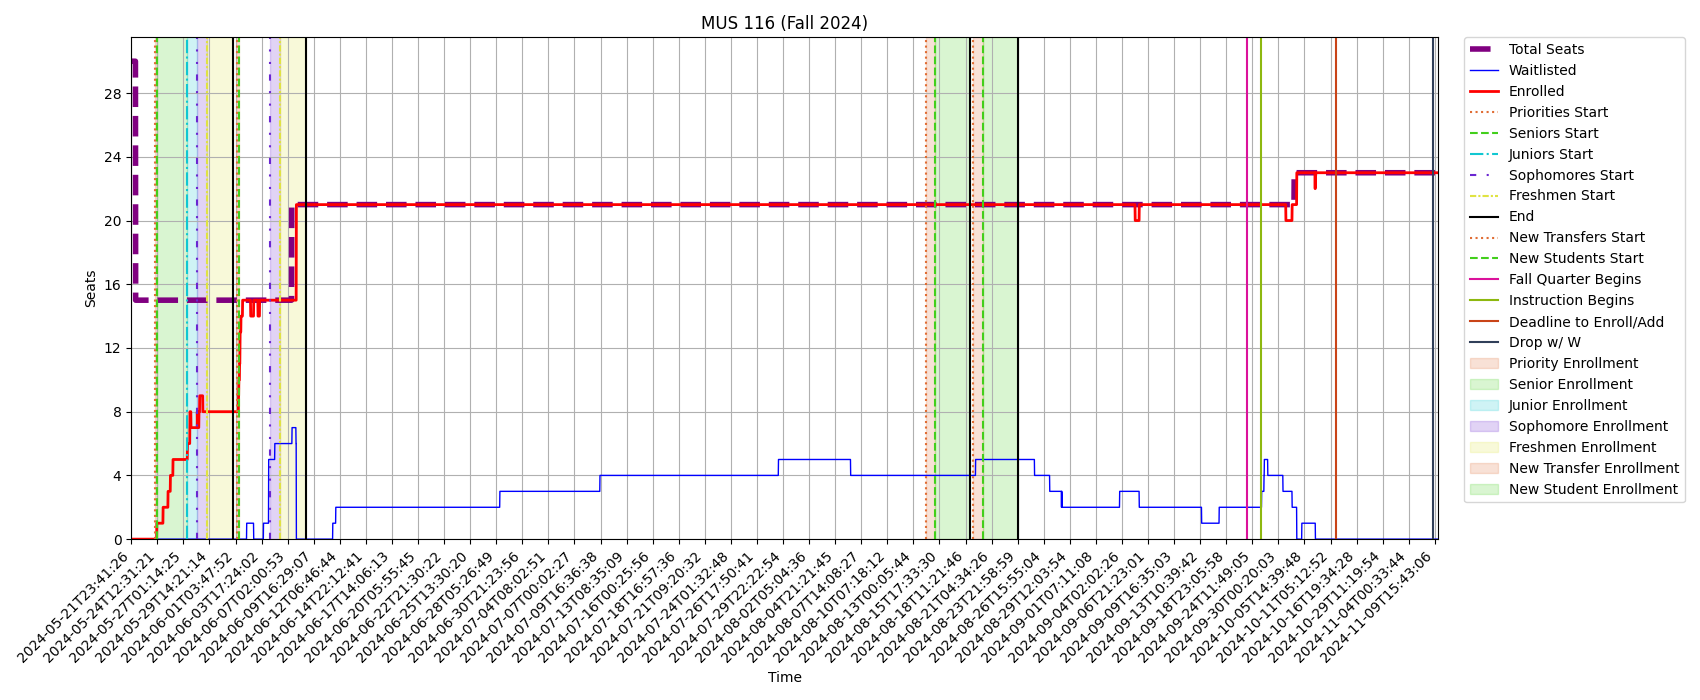 MUS 116 (Fall 2024)
Seats
28
24
20
16
12
8
4
0
2024-05-21T23:41:26
2024-05-24T12:31:21
2024-05-27T01:14:25
2024-05-29T14:21:14
2024-06-01T03:47:52
2024-06-03T17:24:02
2024-06-07T02:00:53
2024-06-09T16:29:07
2024-06-12T06:46:44
2024-06-14T22:12:41
2024-06-17T14:06:13
2024-06-20T05:55:45
2024-06-22T21:30:22
2024-06-25T13:30:20
2024-06-28T05:26:49
2024-06-30T21:23:56
2024-07-04T08:02:51
2024-07-07T00:02:27
2024-07-09T16:36:38
2024-07-13T08:35:09
2024-07-16T00:25:56
2024-07-18T16:57:36
2024-07-21T09:20:32
2024-07-24T01:32:48
2024-07-26T17:50:41
2024-07-29T22:22:54
2024-08-02T05:04:36
2024-08-04T21:21:45
2024-08-07T14:08:27
2024-08-10T07:18:12
2024-08-13T00:05:44
2024-08-15T17:33:30
2024-08-18T11:21:46
2024-08-21T04:34:26
2024-08-23T21:58:59
2024-08-26T15:55:04
2024-08-29T12:03:54
2024-09-01T07:11:08
2024-09-04T02:02:26
2024-09-06T21:23:01
2024-09-09T16:35:03
2024-09-13T10:39:42
2024-09-18T23:05:58
2024-09-24T11:49:05
2024-09-30T00:20:03
2024-10-05T14:39:48
2024-10-11T05:12:52
2024-10-16T19:34:28
2024-10-29T11:19:54
2024-11-04T00:33:44
2024-11-09T15:43:06
Time
Total Seats
Waitlisted
Enrolled
Priorities Start
Seniors Start
Juniors Start
Sophomores Start
Freshmen Start
End
New Transfers Start
New Students Start
Fall Quarter Begins
Instruction Begins
Deadline to Enroll/Add
Drop w/ W
Priority Enrollment
Senior Enrollment
Junior Enrollment
Sophomore Enrollment
Freshmen Enrollment
New Transfer Enrollment
New Student Enrollment